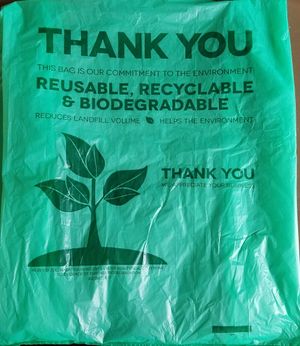 THANK YOU
THIS BAG IS OUR COMMITMENT TO THE ENVIRONMENT
REUSABLE, RECYCLABLE
& BIODEGRADABLE
REDUCES LANDFILL VOLUME HELPS THE ENVIRONMENT
THANK YOU
WE APPRECIATE YOUR BUSINESS